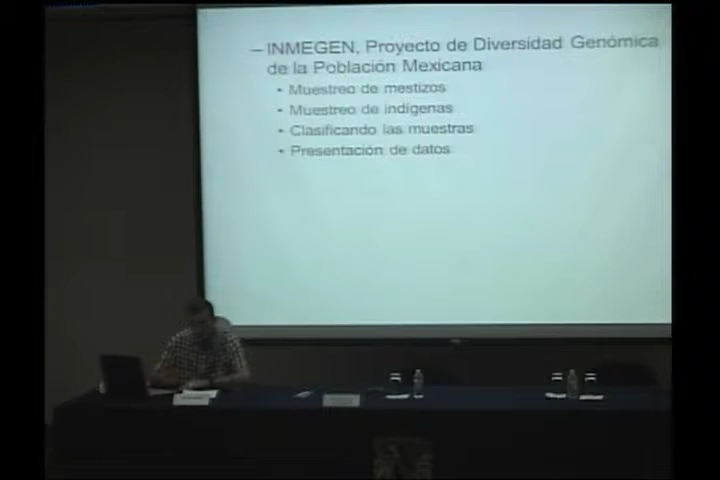 – INMEGEN, Proyecto de Diversidad Genómica
de la Población Mexicana
• Muestreo de mestizos
• Muestreo de indígenas
• Clasificando las muestras
• Presentación de datos